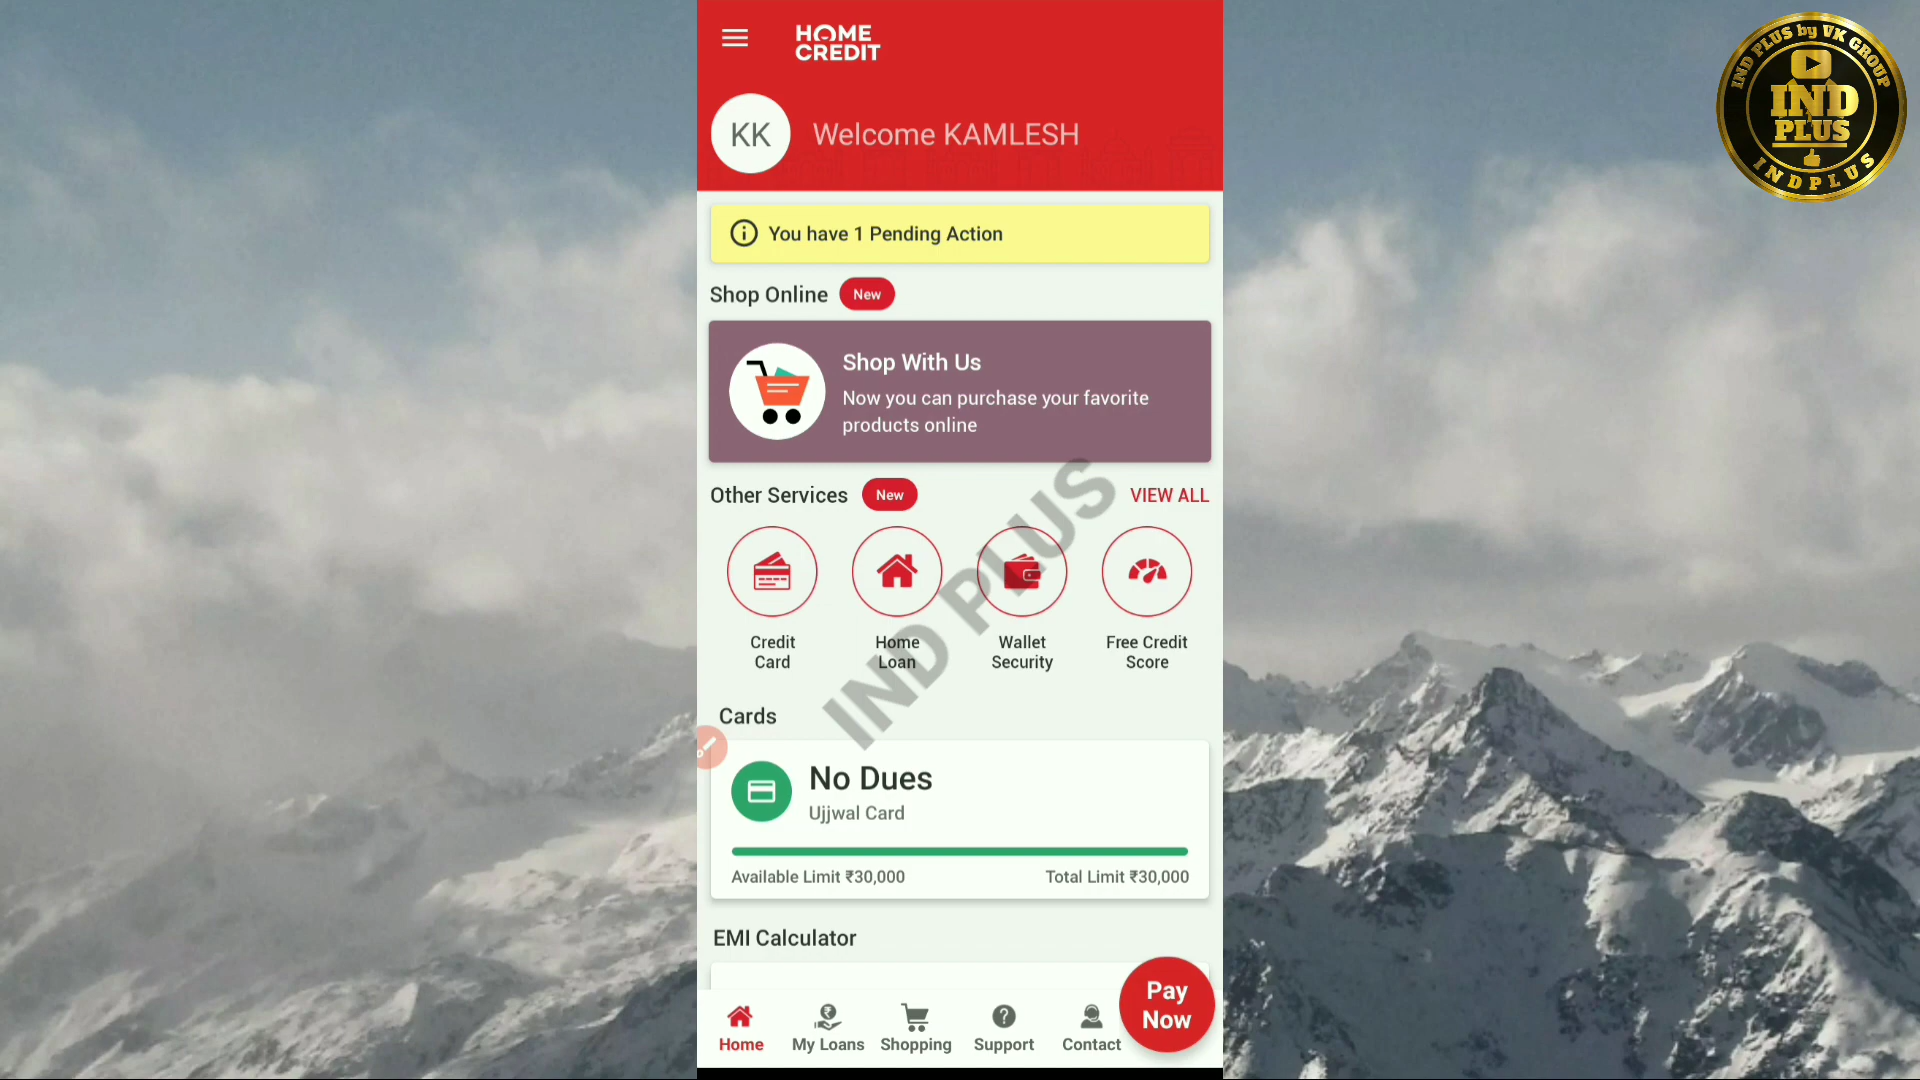 HOME
CREDIT
KK
Welcome KAMLESH
You have 1 Pending Action
Shop Online
New
Shop With Us
Now you can purchase your favorite
products online
Other Services
New
VIEW ALL
Credit
Card
Home
Loan
Wallet
Security
Free Credit
Score
IND PLUS
Cards
No Dues
Ujjwal Card
Available Limit ₹30,000
Total Limit ₹30,000
EMI Calculator
Pay
Now
Home
My Loans
Shopping
Support
Contact
IND PLUS by VK GROUP
IND
PLUS
INDPLUS